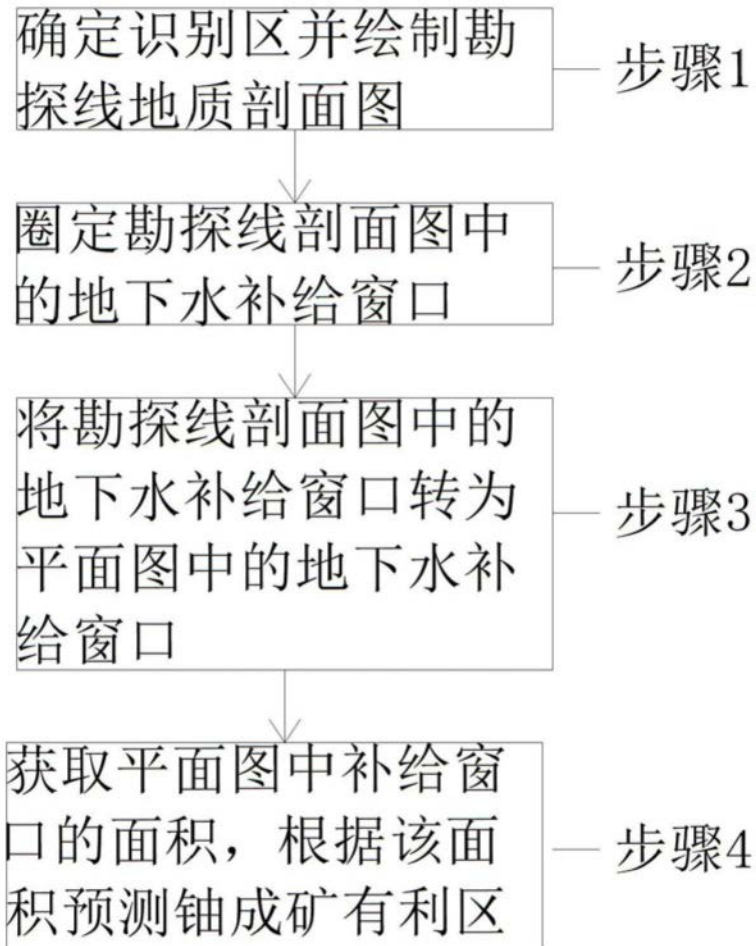 确定识别区并绘制勘
探线地质剖面图
步骤1
圈定勘探线剖面图中
的地下水补给窗口
步骤2
将勘探线剖面图中的
地下水补给窗口转为
平面图中的地下水补
给窗口
步骤3
获取平面图中补给窗
口的面积，根据该面
积预测铀成矿有利区
步骤4